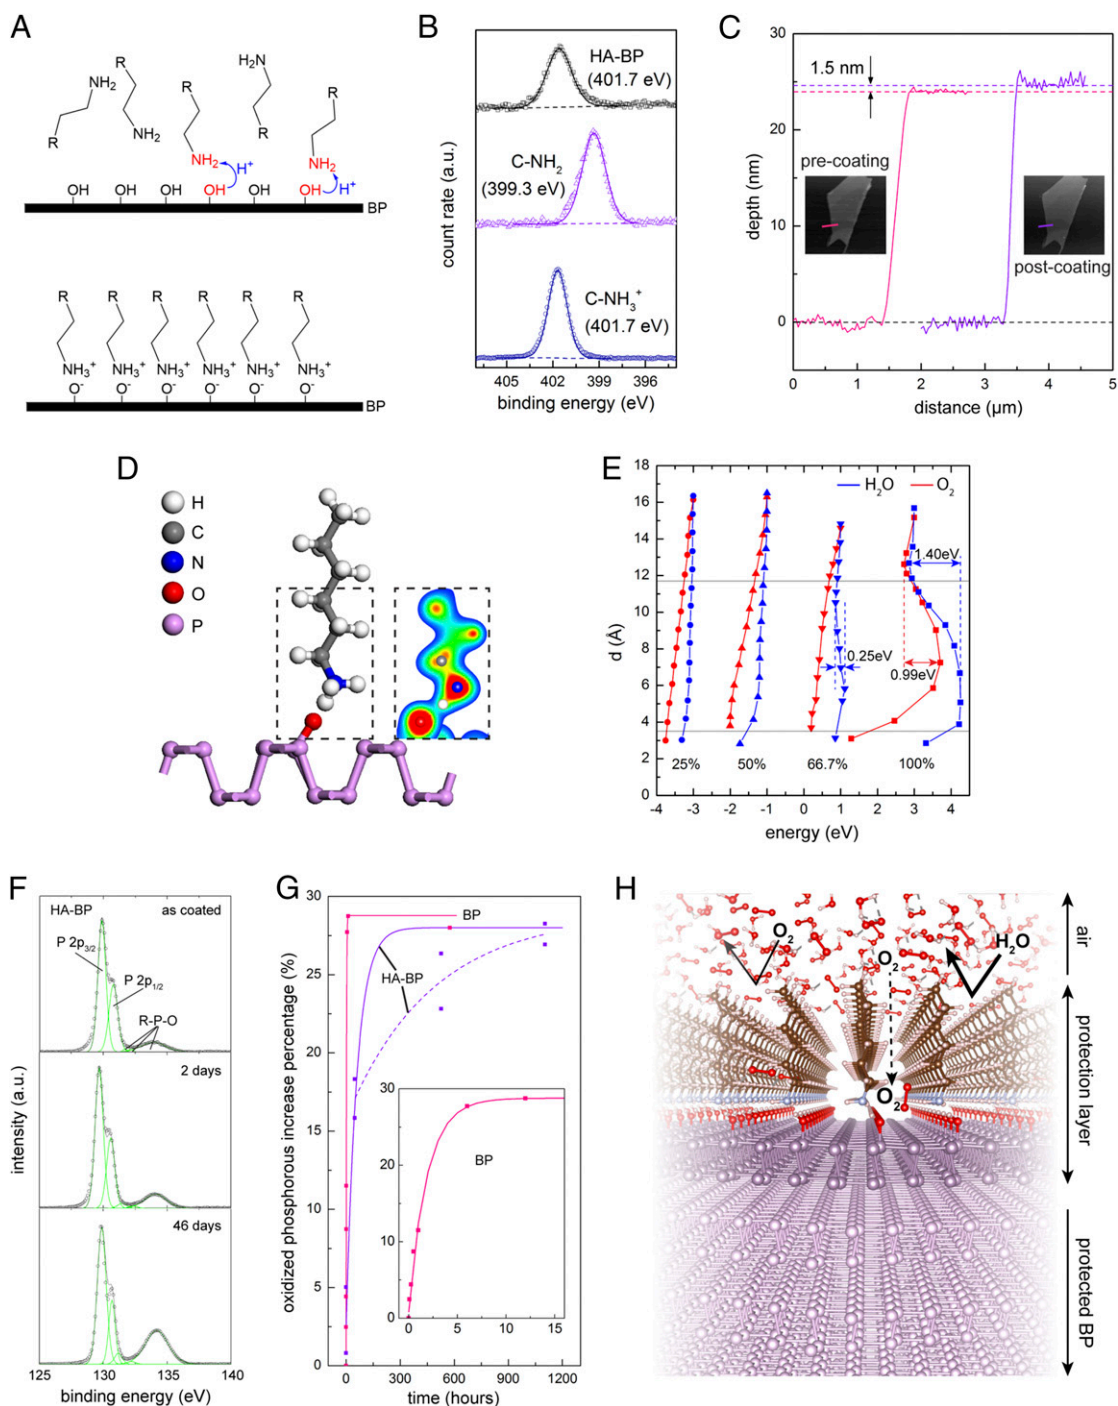 A
R
NH₂
R
R
NH₂
R
NH₂
H⁺
H₂N
R
R
NH₂
H⁺
OH OH OH OH OH OH
BP
R R R R R R
NH₃⁺ NH₃⁺ NH₃⁺ NH₃⁺ NH₃⁺ NH₃⁺
O⁻ O⁻ O⁻ O⁻ O⁻ O⁻
BP
B
HA-BP
(401.7 eV)
C-NH₂
(399.3 eV)
C-NH₃⁺
(401.7 eV)
count rate (a.u.)
405 402 399 396
binding energy (eV)
C
30
20
10
0
depth (nm)
1.5 nm
pre-coating
post-coating
0 1 2 3 4 5
distance (µm)
D
H
C
N
O
P
E
H₂O O₂
18
16
14
12
10
8
6
4
2
0
d (Å)
1.40eV
0.25eV
0.99eV
25% 50% 66.7% 100%
-4 -3 -2 -1 0 1 2 3 4
energy (eV)
F
HA-BP
as coated
P 2p₃/₂
P 2p₁/₂
R-P-O
2 days
46 days
intensity (a.u.)
125 130 135 140
binding energy (eV)
G
30
25
20
15
10
5
0
oxidized phosphorous increase percentage (%)
BP
HA-BP
30
25
20
15
10
5
0
BP
0 5 10 15
0 300 600 900 1200
time (hours)
H
O₂
O₂
H₂O
O₂
air
protection layer
protected BP